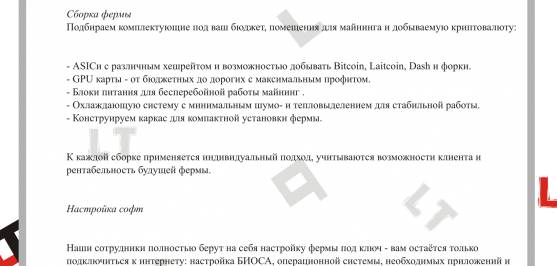 Сборка фермы
Подбираем комплектующие под ваш бюджет, помещения для майнинга и добываемую криптовалюту:
- ASICи с различным хешрейтом и возможностью добывать Bitcoin, Laitcoin, Dash и форки.
- GPU карты - от бюджетных до дорогих с максимальным профитом.
- Блоки питания для бесперебойной работы майнинг .
- Охлаждающую систему с минимальным шумо- и тепловыделением для стабильной работы.
- Конструируем каркас для компактной установки фермы.
К каждой сборке применяется индивидуальный подход, учитываются возможности клиента и
рентабельность будущей фермы.
Настройка софт
Наши сотрудники полностью берут на себя настройку фермы под ключ - вам остаётся только
подключиться к интернету: настройка БИОСА, операционной системы, необходимых приложений и
LT
LT
LT